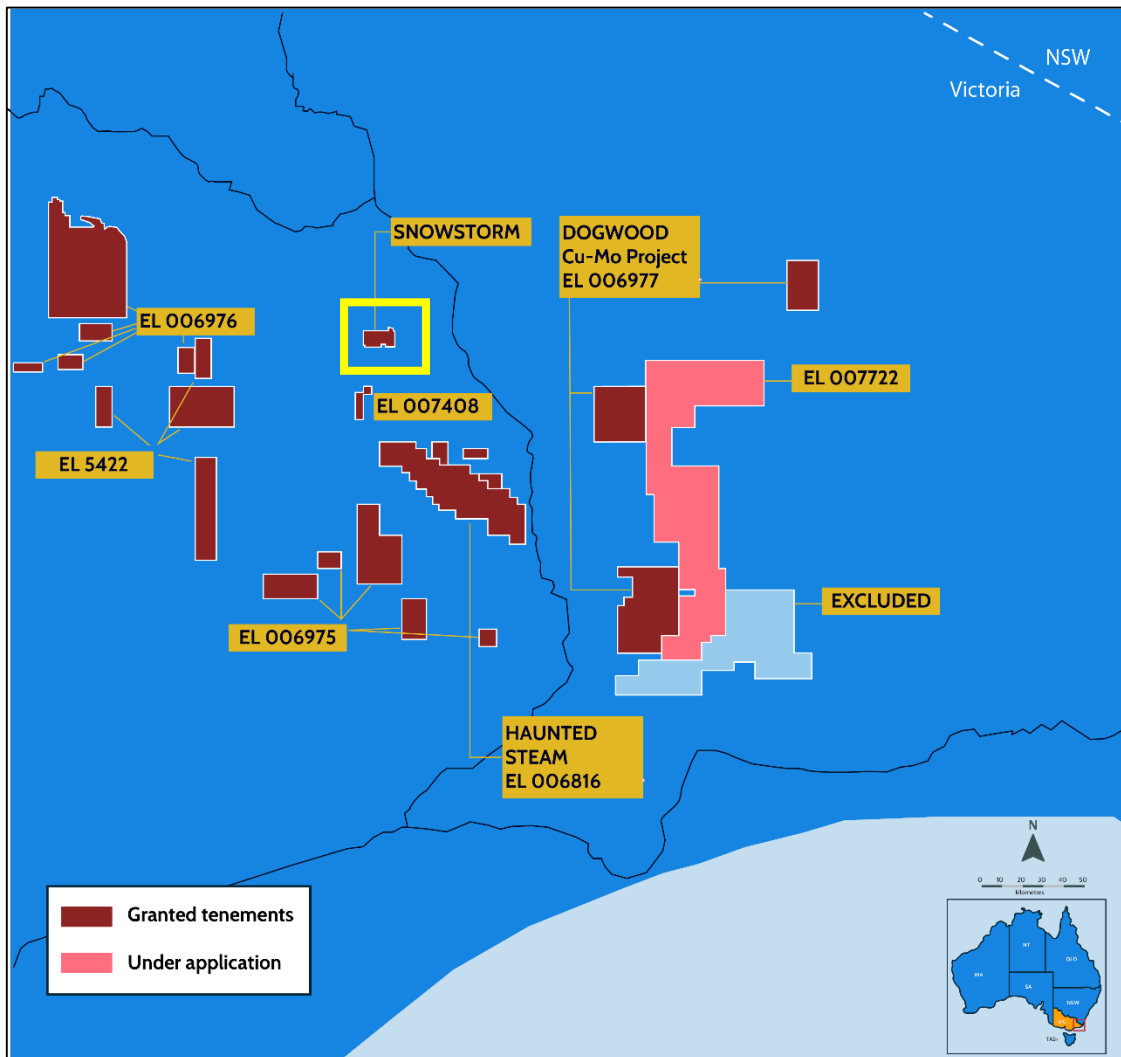 NSW
Victoria
SNOWSTORM
DOGWOOD
Cu-Mo Project
EL 006977
EL 006976
EL 007722
EL 007408
EL 5422
EXCLUDED
EL 006975
HAUNTED
STEAM
EL 006816
N
0 10 20 30 40 50
kilometres
Granted tenements
Under application
NT
QLD
WA
SA
NSW
TAS